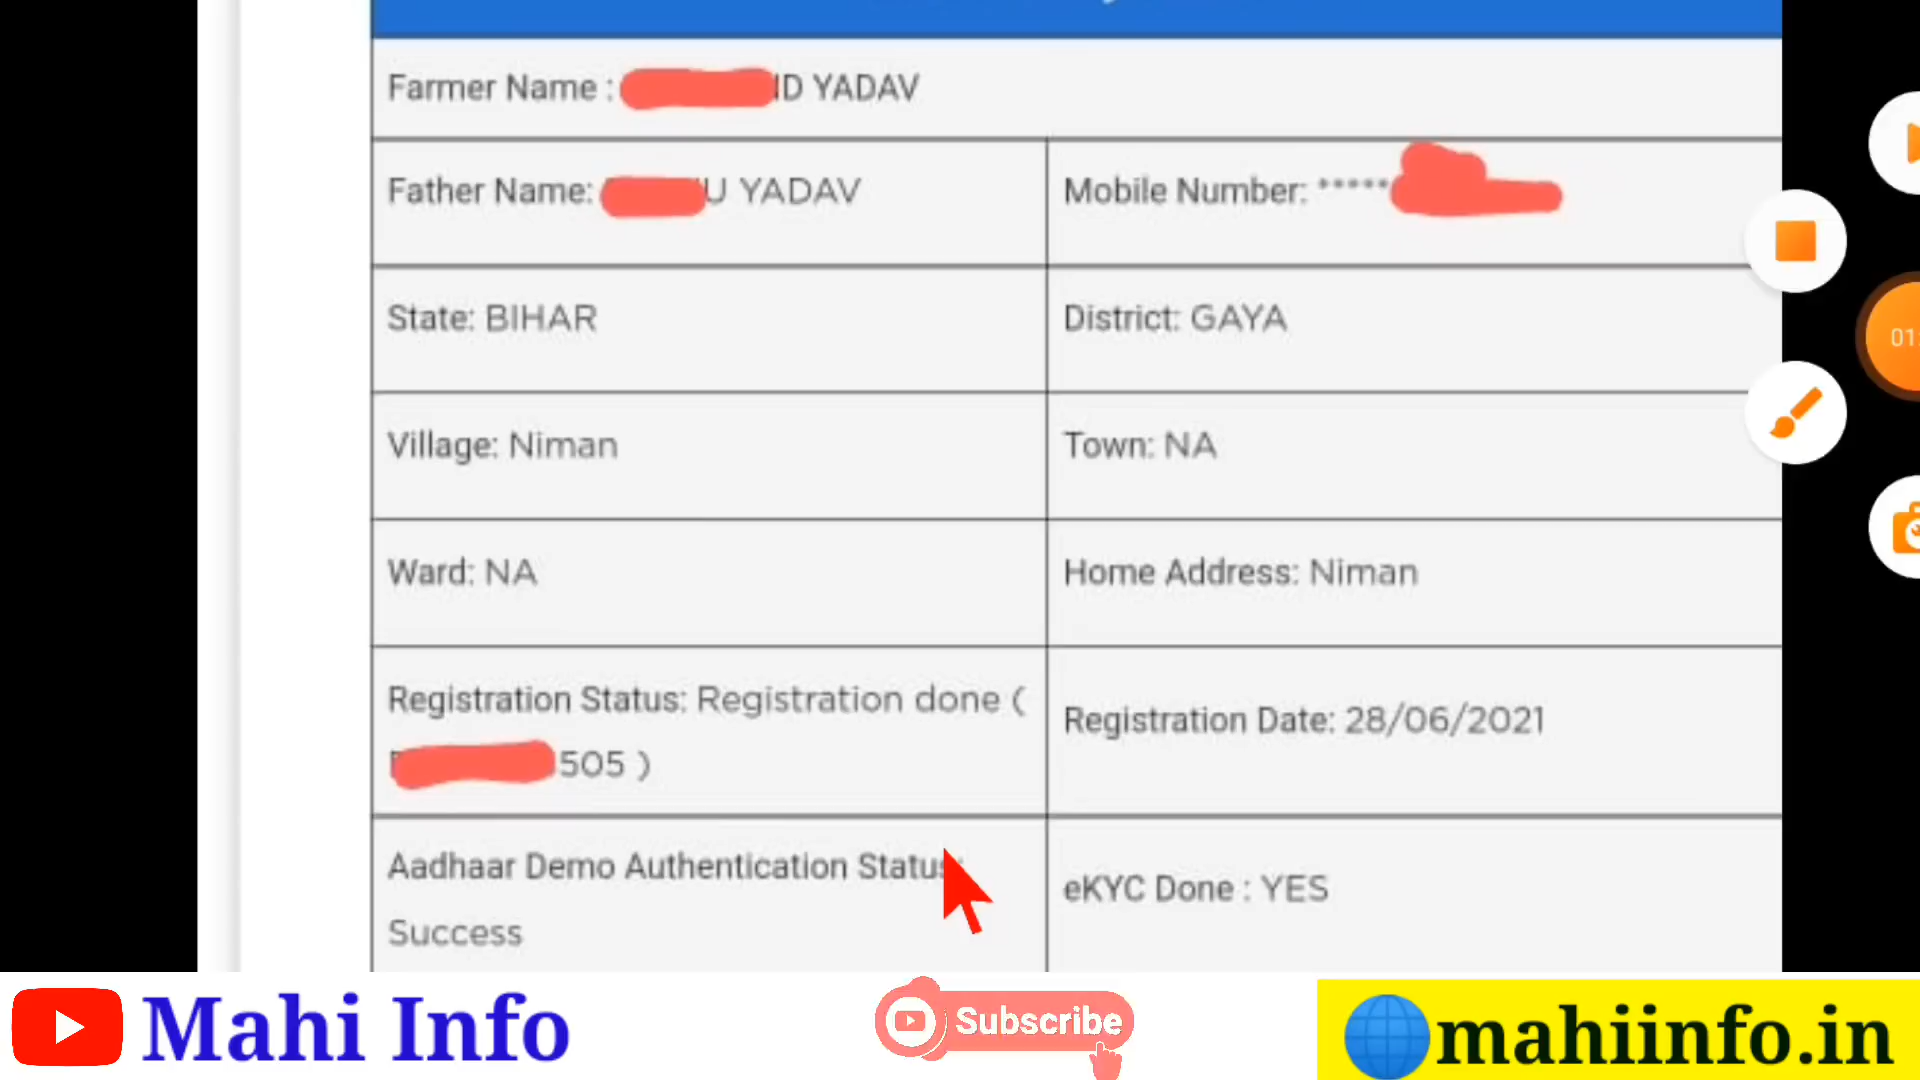 Farmer Name : ND YADAV
Father Name: U YADAV
Mobile Number: *****
State: BIHAR
District: GAYA
Village: Niman
Town: NA
Ward: NA
Home Address: Niman
Registration Status: Registration done (
505 )
Registration Date: 28/06/2021
Aadhaar Demo Authentication Status:
Success
eKYC Done : YES
01
Mahi Info
Subscribe
mahiinfo.in